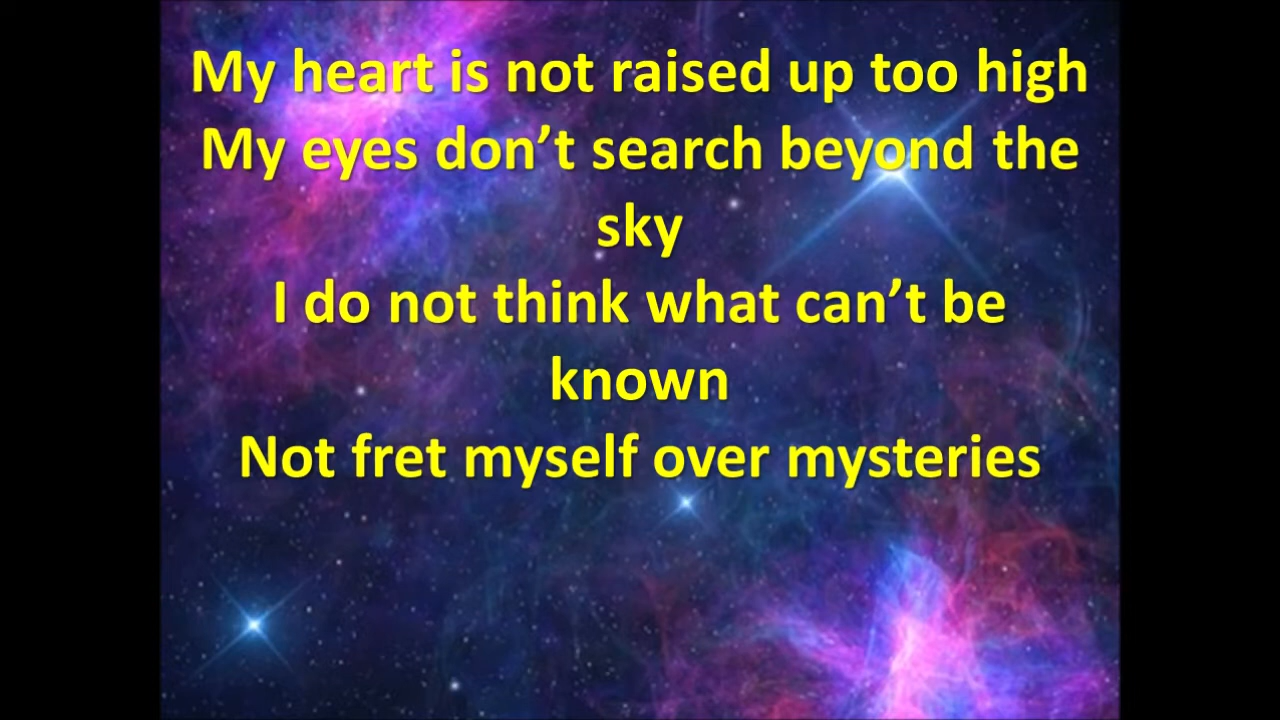 My heart is not raised up too high
My eyes don’t search beyond the
sky
I do not think what can’t be
known
Not fret myself over mysteries